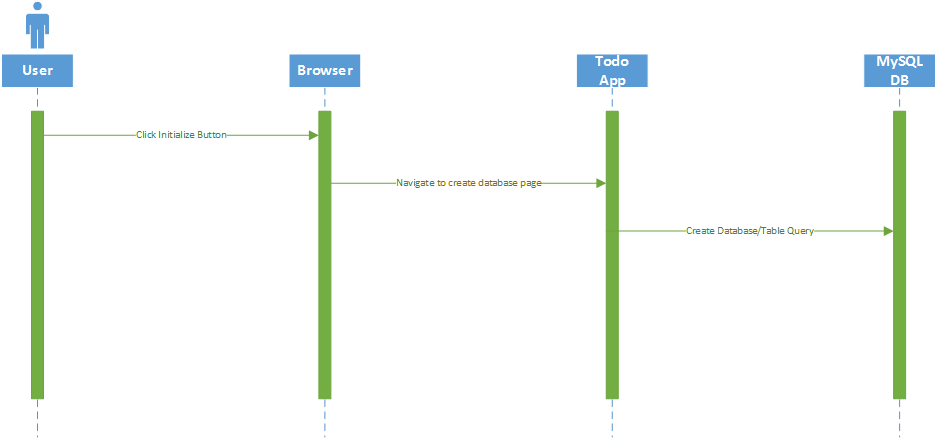 User
Browser
Todo
App
MySQL
DB
Click Initialize Button
Navigate to create database page
Create Database/Table Query